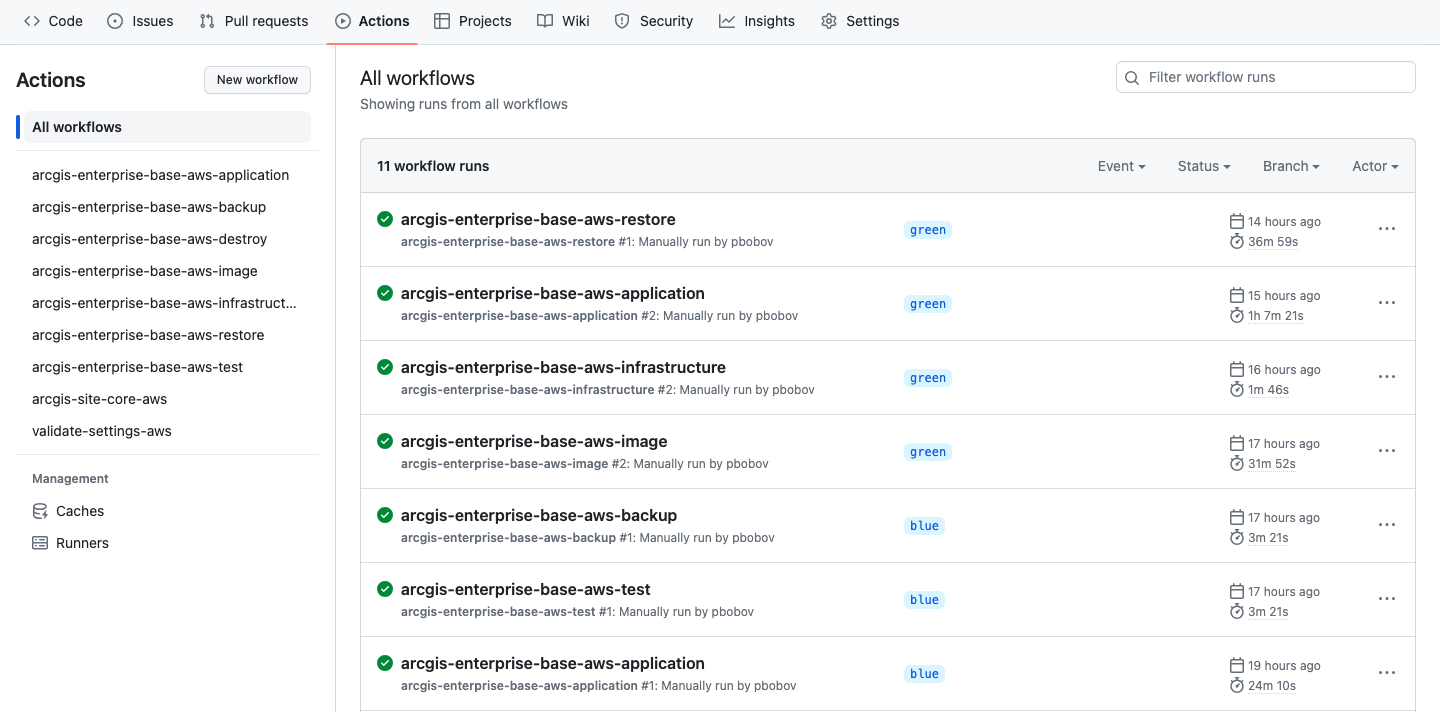 Code Issues Pull requests Actions Projects Wiki Security Insights Settings
Actions
New workflow
All workflows
arcgis-enterprise-base-aws-application
arcgis-enterprise-base-aws-backup
arcgis-enterprise-base-aws-destroy
arcgis-enterprise-base-aws-image
arcgis-enterprise-base-aws-infrastruct...
arcgis-enterprise-base-aws-restore
arcgis-enterprise-base-aws-test
arcgis-site-core-aws
validate-settings-aws
Management
Caches
Runners
All workflows
Showing runs from all workflows
Filter workflow runs
11 workflow runs
Event Status Branch Actor
arcgis-enterprise-base-aws-restore
arcgis-enterprise-base-aws-restore #1: Manually run by pbobov
green
14 hours ago
36m 59s
arcgis-enterprise-base-aws-application
arcgis-enterprise-base-aws-application #2: Manually run by pbobov
green
15 hours ago
1h 7m 21s
arcgis-enterprise-base-aws-infrastructure
arcgis-enterprise-base-aws-infrastructure #2: Manually run by pbobov
green
16 hours ago
1m 46s
arcgis-enterprise-base-aws-image
arcgis-enterprise-base-aws-image #2: Manually run by pbobov
green
17 hours ago
31m 52s
arcgis-enterprise-base-aws-backup
arcgis-enterprise-base-aws-backup #1: Manually run by pbobov
blue
17 hours ago
3m 21s
arcgis-enterprise-base-aws-test
arcgis-enterprise-base-aws-test #1: Manually run by pbobov
blue
17 hours ago
3m 21s
arcgis-enterprise-base-aws-application
arcgis-enterprise-base-aws-application #1: Manually run by pbobov
blue
19 hours ago
24m 10s